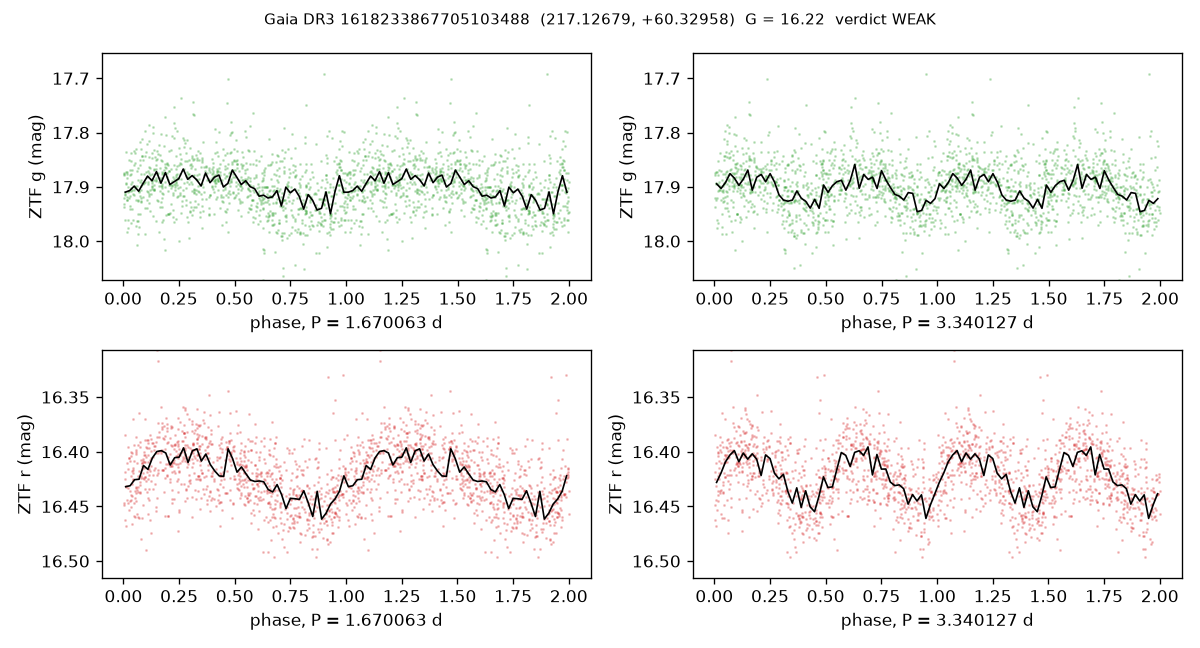 Gaia DR3 1618233867705103488  (217.12679, +60.32958)  G = 16.22  verdict WEAK
ZTF g (mag)
17.7
17.8
17.9
18.0
0.00 0.25 0.50 0.75 1.00 1.25 1.50 1.75 2.00
phase, P = 1.670063 d
ZTF g (mag)
17.7
17.8
17.9
18.0
0.00 0.25 0.50 0.75 1.00 1.25 1.50 1.75 2.00
phase, P = 3.340127 d
ZTF r (mag)
16.35
16.40
16.45
16.50
0.00 0.25 0.50 0.75 1.00 1.25 1.50 1.75 2.00
phase, P = 1.670063 d
ZTF r (mag)
16.35
16.40
16.45
16.50
0.00 0.25 0.50 0.75 1.00 1.25 1.50 1.75 2.00
phase, P = 3.340127 d